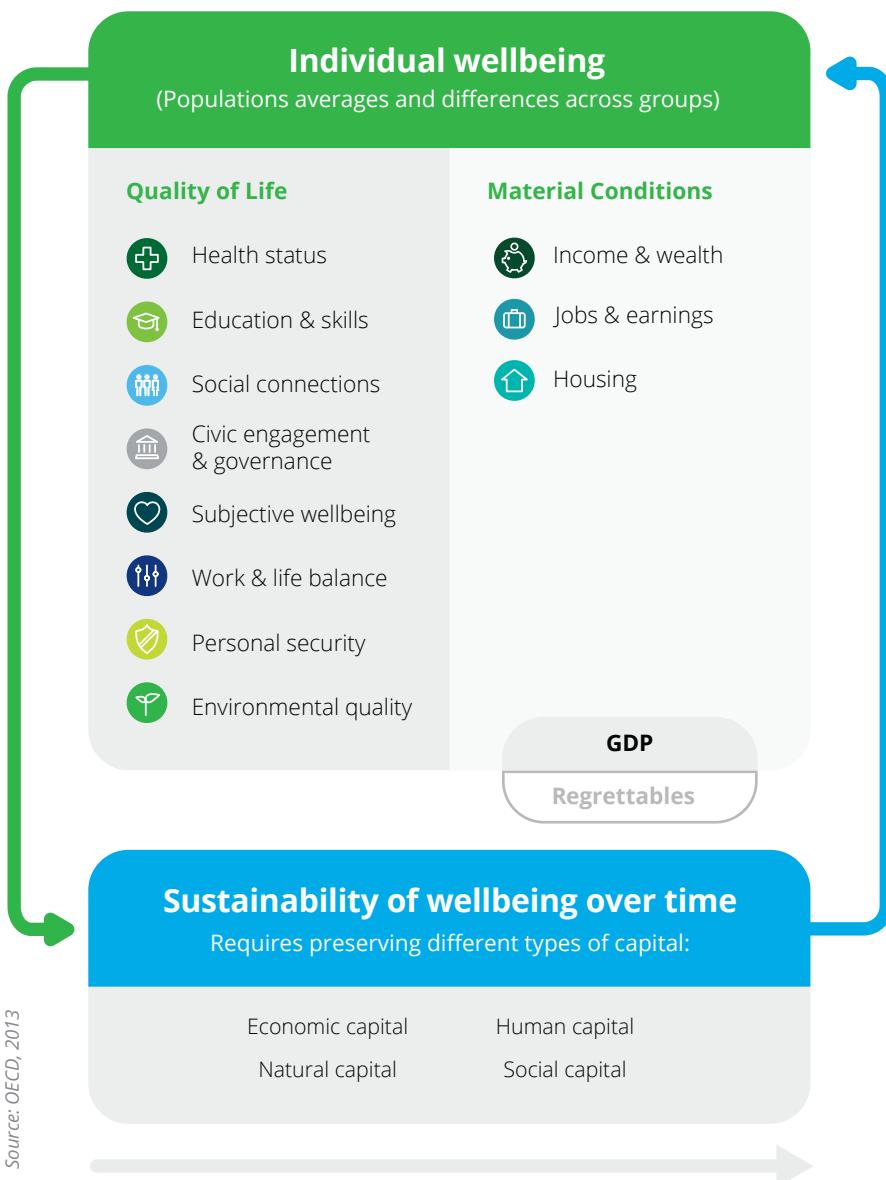 Individual wellbeing
(Populations averages and differences across groups)
Quality of Life
Health status
Education & skills
Social connections
Civic engagement
& governance
Subjective wellbeing
Work & life balance
Personal security
Environmental quality
Material Conditions
Income & wealth
Jobs & earnings
Housing
GDP
Regrettables
Sustainability of wellbeing over time
Requires preserving different types of capital:
Economic capital
Human capital
Natural capital
Social capital
Source: OECD, 2013